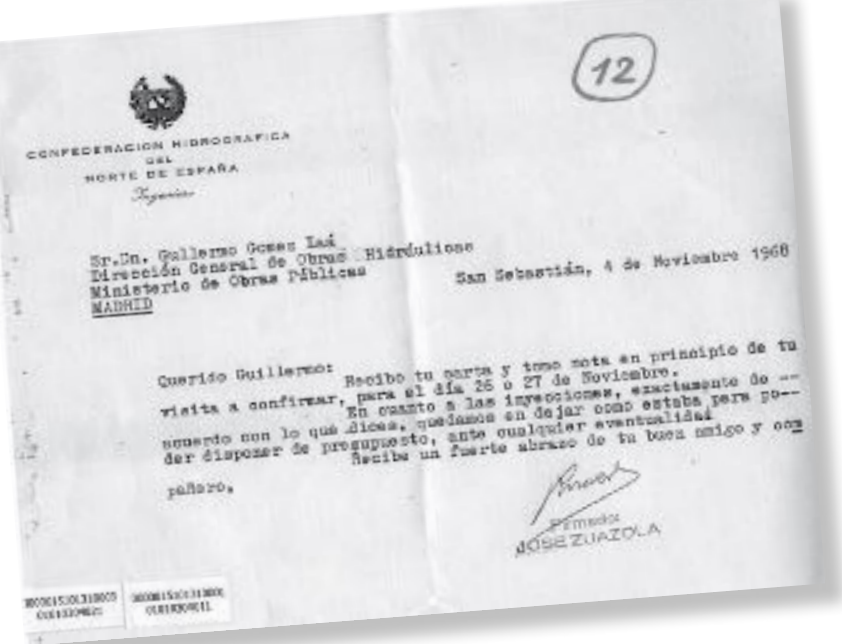 12
CONFEDERACION HIDROGRAFICA
DEL
NORTE DE ESPAÑA
Sr.Dn. Guillermo Gomez Laá
Dirección General de Obras Hidráulicas
Ministerio de Obras Públicas
MADRID
San Sebastián, 4 de Noviembre 1968
Querido Guillermo:
Recibo tu carta y tomo nota en principio de tu
visita a confirmar, para el día 26 o 27 de Noviembre.
En cuanto a las inyecciones, exactamente de --
acuerdo con lo que dices, quedamos en dejar como estaba para po--
der disponer de presupuesto, ante cualquier eventualidad
Recibe un fuerte abrazo de tu buen amigo y com
pañero,
Firmado:
JOSE ZUAZOLA